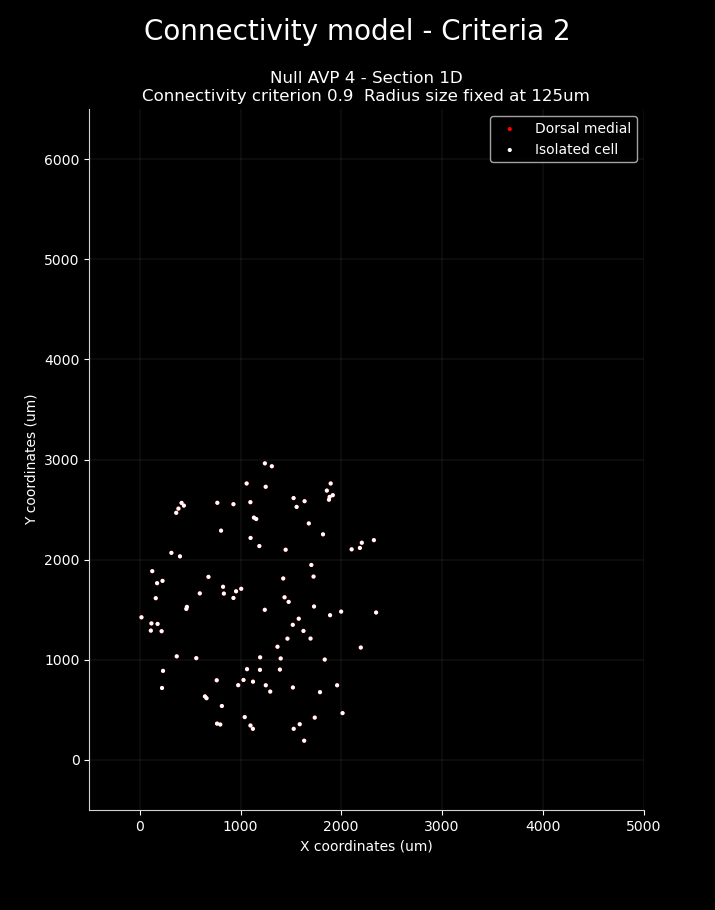 Connectivity model - Criteria 2
Null AVP 4 - Section 1D
Connectivity criterion 0.9  Radius size fixed at 125um
Dorsal medial
Isolated cell
6000
5000
4000
3000
2000
1000
0
Y coordinates (um)
0 1000 2000 3000 4000 5000
X coordinates (um)